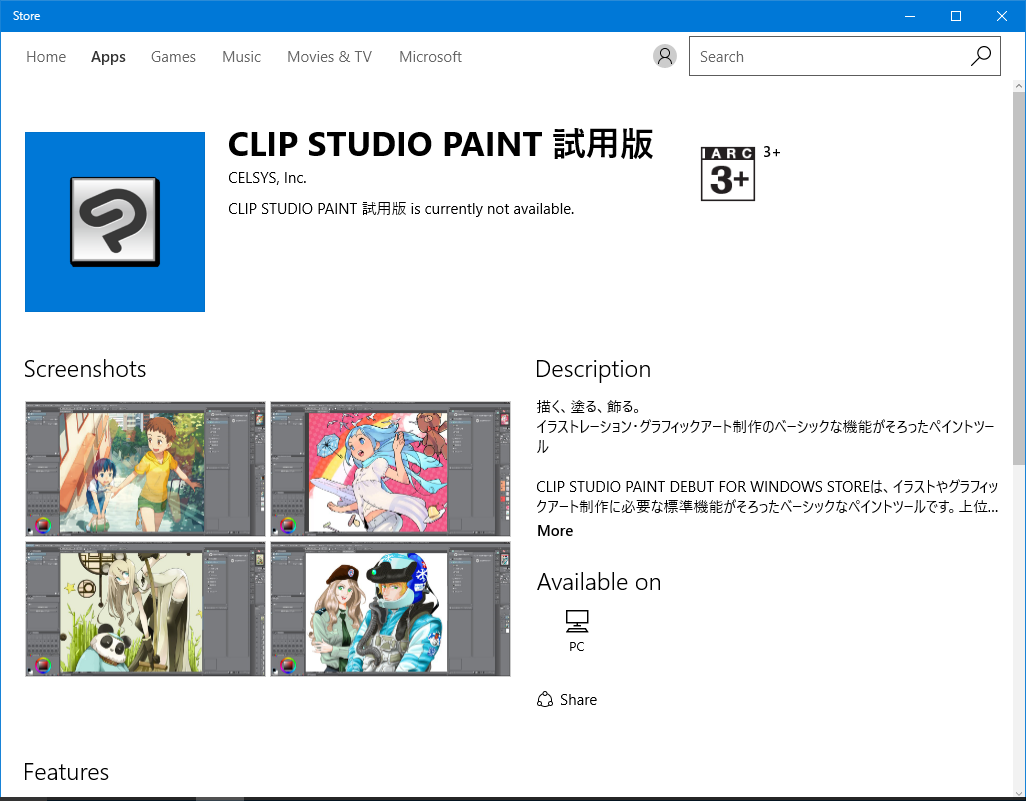 Store
Home Apps Games Music Movies & TV Microsoft Search
CLIP STUDIO PAINT 試用版
CELSYS, Inc.
CLIP STUDIO PAINT 試用版 is currently not available.
IARC
3+
3+
Screenshots
Description
描く、塗る、飾る。
イラストレーション・グラフィックアート制作のベーシックな機能がそろったペイントツー
ル
CLIP STUDIO PAINT DEBUT FOR WINDOWS STOREは、イラストやグラフィッ
クアート制作に必要な標準機能がそろったベーシックなペイントツールです。上位...
More
Available on
PC
Share
Features